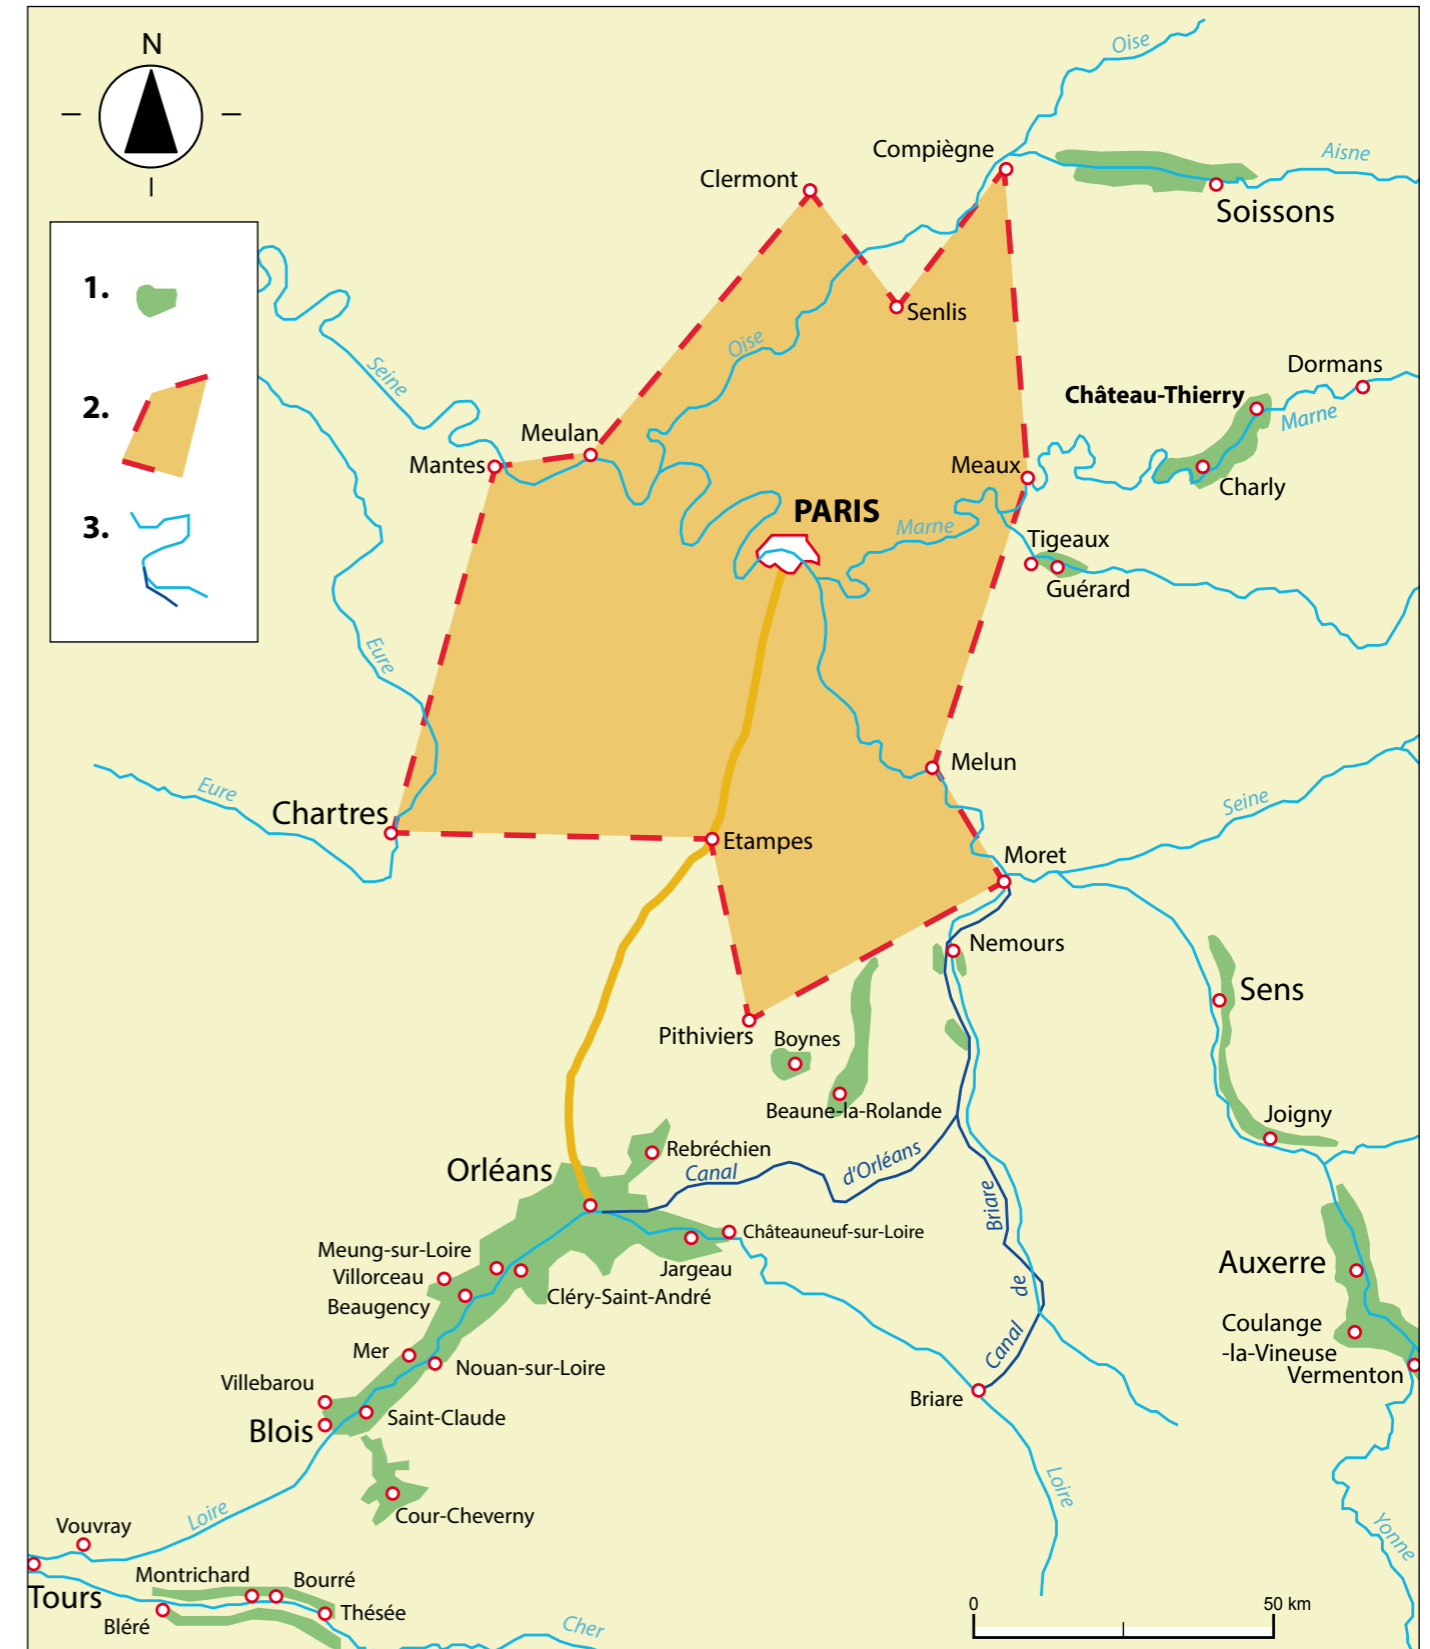 N
Oise
Compiègne
Aisne
Clermont
Soissons
1.
Senlis
Oise
Seine
2.
Dormans
Château-Thierry
Marne
Meulan
Mantes
Meaux
Charly
3.
PARIS
Marne
Tigeaux
Guérard
Eure
Melun
Eure
Seine
Chartres
Etampes
Moret
Nemours
Sens
Pithiviers
Boynes
Beaune-la-Rolande
Joigny
Rebréchien
Orléans
Canal
d'Orléans
Briare
de
Canal
Châteauneuf-sur-Loire
Meung-sur-Loire
Villorceau
Jargeau
Auxerre
Beaugency
Cléry-Saint-André
Coulange
-la-Vineuse
Mer
Nouan-sur-Loire
Vermenton
Villebarou
Briare
Saint-Claude
Blois
Loire
Loire
Cour-Cheverny
Vouvray
Yonne
Montrichard
Bourré
Tours
Thésée
Bléré
Cher
0
50 km